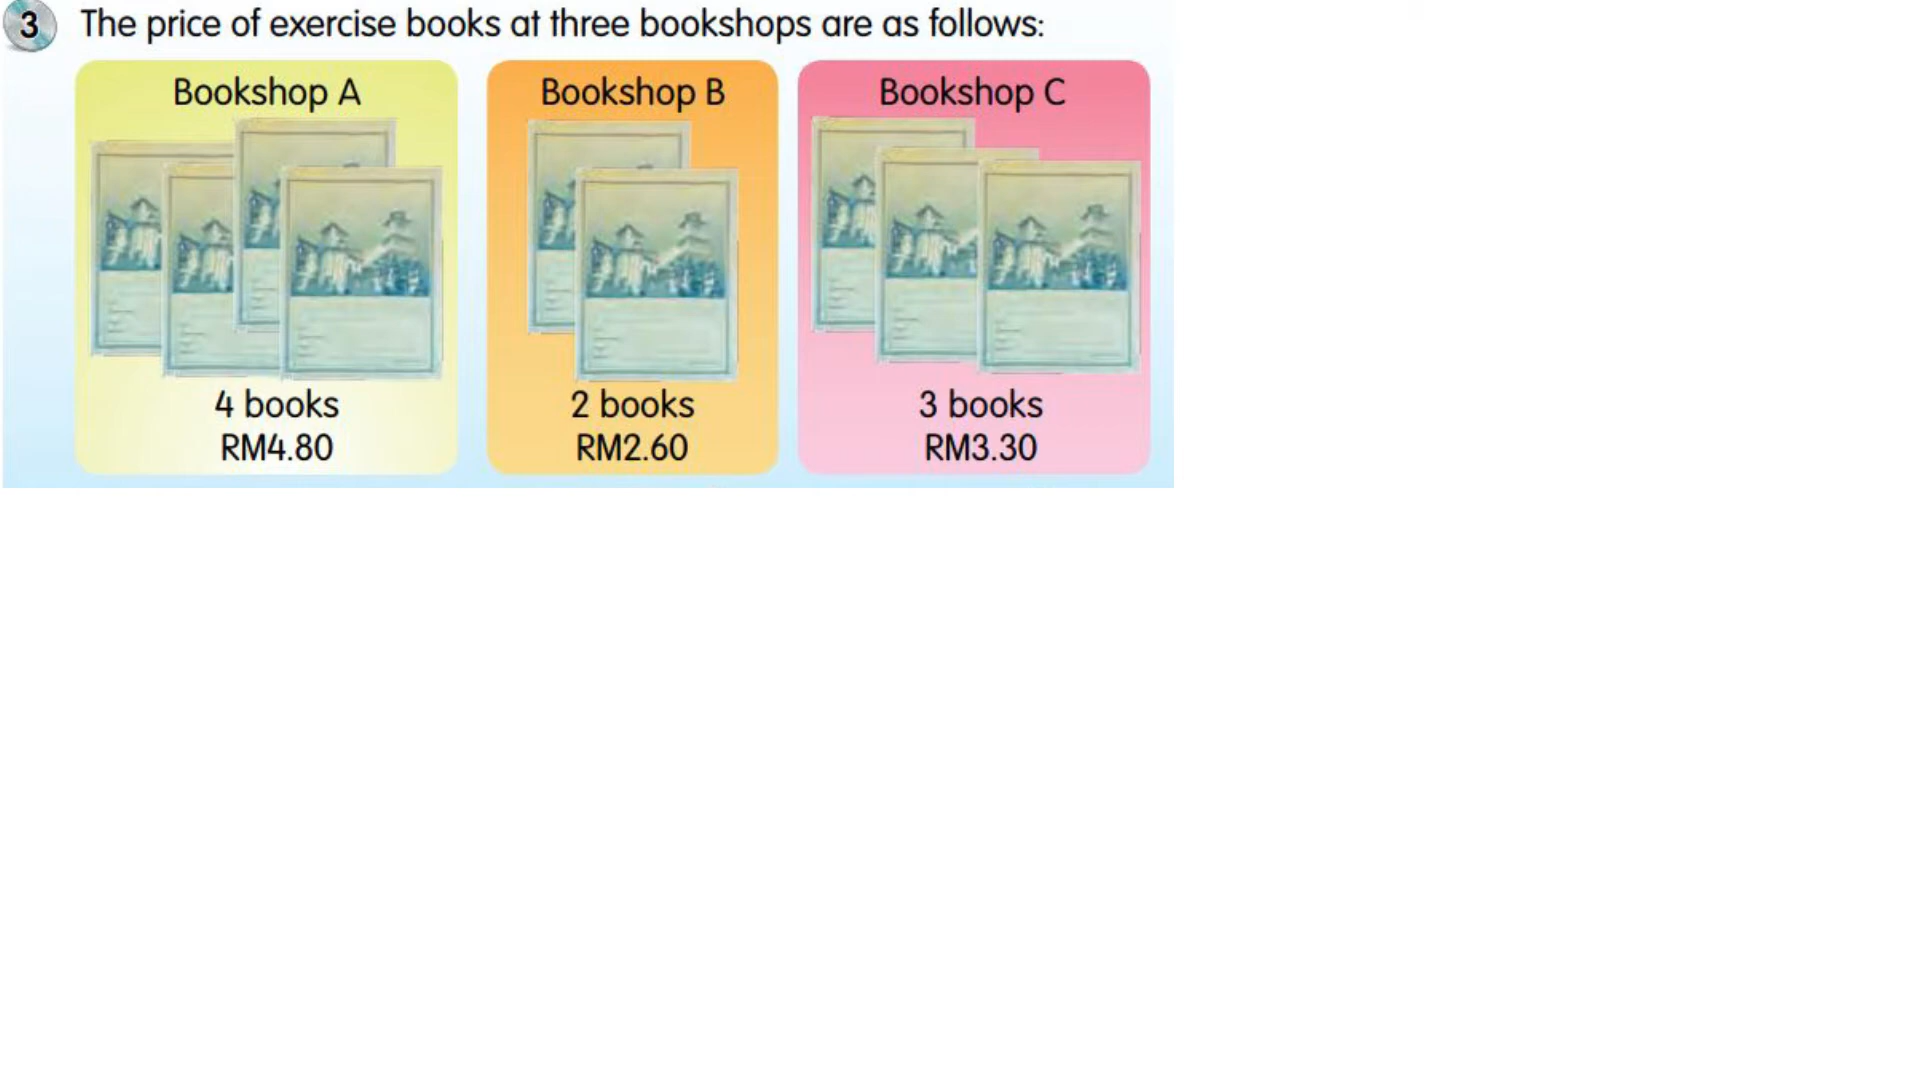 3 The price of exercise books at three bookshops are as follows:
Bookshop A
4 books
RM4.80
Bookshop B
2 books
RM2.60
Bookshop C
3 books
RM3.30